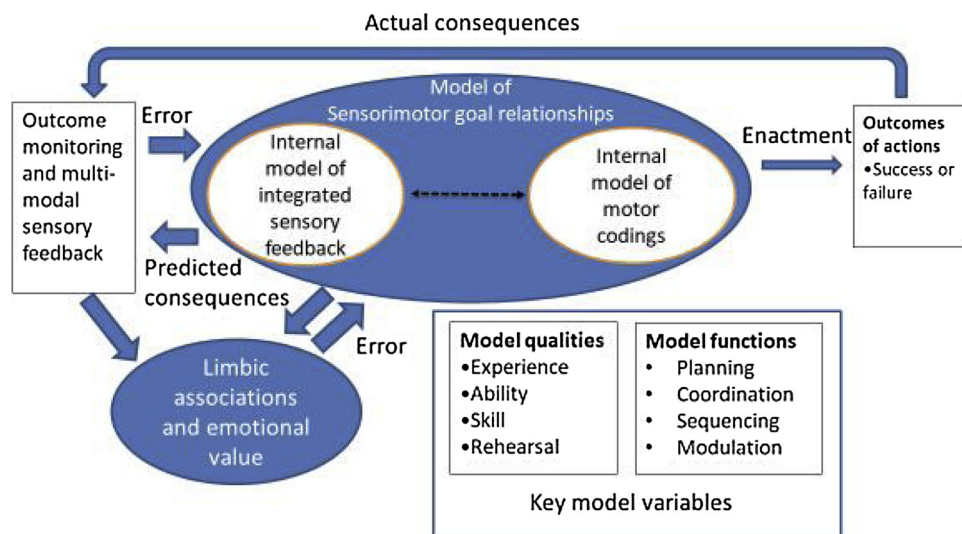 Actual consequences
Model of
Sensorimotor goal relationships
Outcome
monitoring
and multi-
modal
sensory
feedback
Error
Internal
model of
integrated
sensory
feedback
Internal
model of
motor
codings
Enactment
Outcomes
of actions
•Success or
failure
Predicted
consequences
Error
Limbic
associations
and emotional
value
Model qualities
•Experience
•Ability
•Skill
•Rehearsal
Model functions
• Planning
• Coordination
• Sequencing
• Modulation
Key model variables